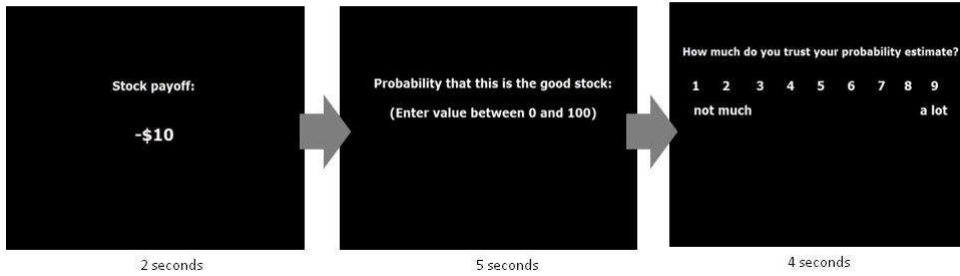 Stock payoff:
-$10
2 seconds
Probability that this is the good stock:
(Enter value between 0 and 100)
5 seconds
How much do you trust your probability estimate?
1 2 3 4 5 6 7 8 9
not much a lot
4 seconds